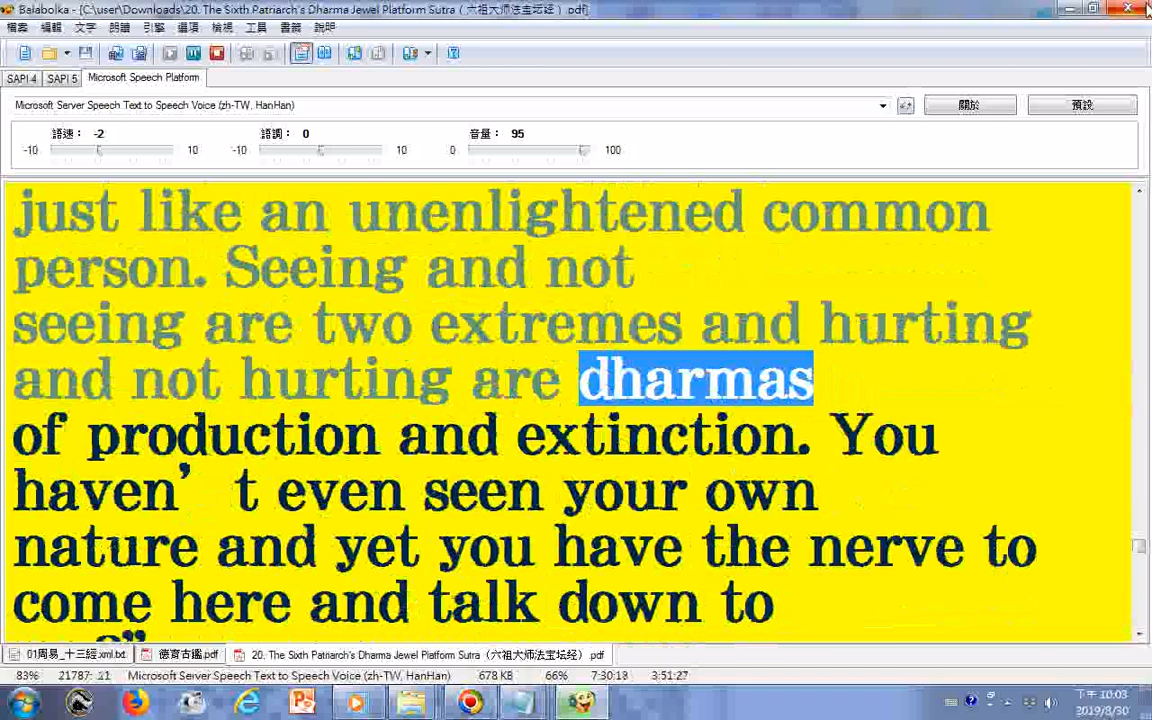 Balabolka - [C:\user\Downloads\20. The Sixth Patriarch's Dharma Jewel Platform Sutra（六祖大师法宝坛经）.pdf]
檔案 編輯 文字 朗讀 引擎 選項 檢視 工具 書籤 說明
SAPI 4 SAPI 5 Microsoft Speech Platform
Microsoft Server Speech Text to Speech Voice (zh-TW, HanHan) 關於 預設
語速： -2 語調： 0 音量： 95
-10 10 -10 10 0 100
just like an unenlightened common
person. Seeing and not
seeing are two extremes and hurting
and not hurting are dharmas
of production and extinction. You
haven’t even seen your own
nature and yet you have the nerve to
come here and talk down to
01周易_十三經.xml.txt 德育古鑑.pdf 20. The Sixth Patriarch's Dharma Jewel Platform Sutra（六祖大师法宝坛经）.pdf
83% 21787: 11 Microsoft Server Speech Text to Speech Voice (zh-TW, HanHan) 678 KB 66% 7:30:13 3:51:27
下午 10:03
2019/8/30